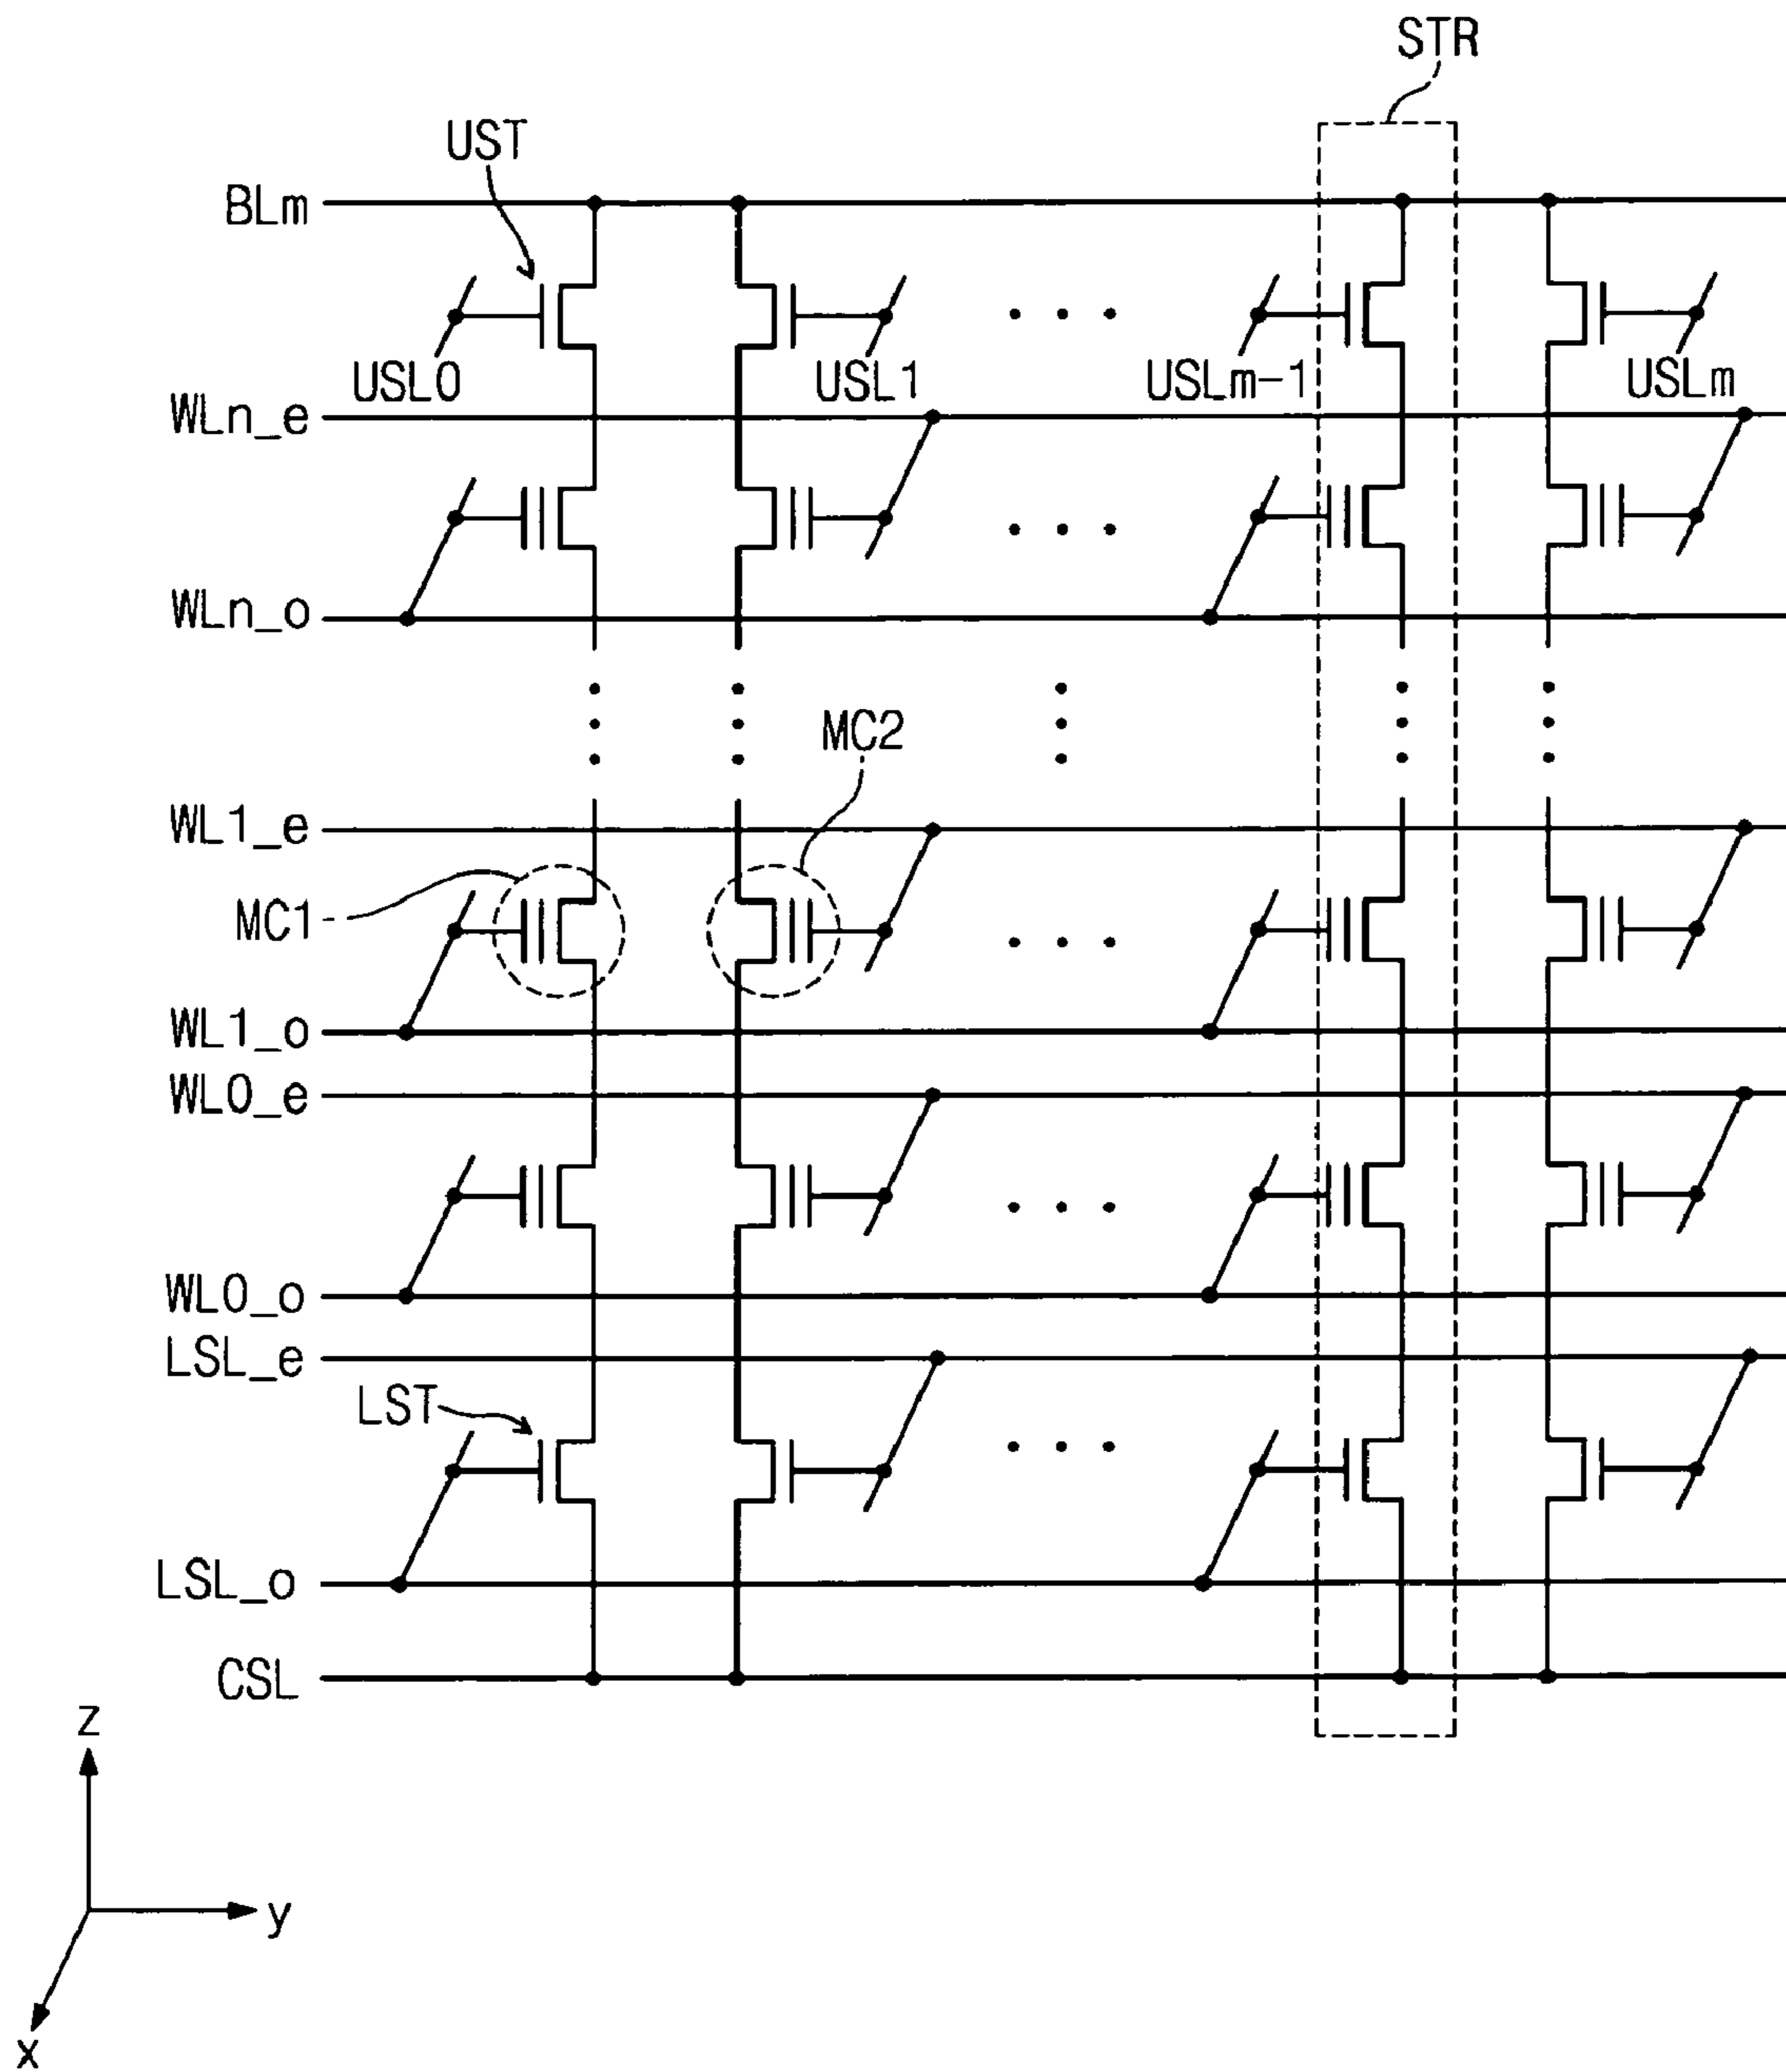 STR
UST
BLm
USL0
USL1
USLm-1
USLm
WLn_e
WLn_o
MC2
WL1_e
MC1
WL1_o
WL0_e
WL0_o
LSL_e
LST
LSL_o
CSL
z
y
x